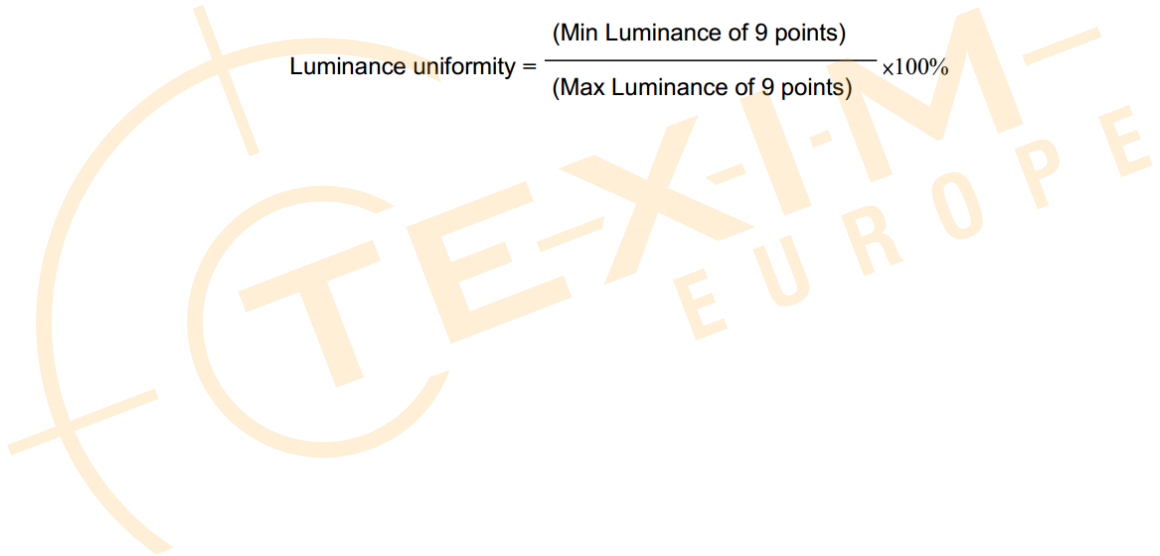 (Min Luminance of 9 points)
Luminance uniformity = ×100%
(Max Luminance of 9 points)
TEXIM
EUROPE